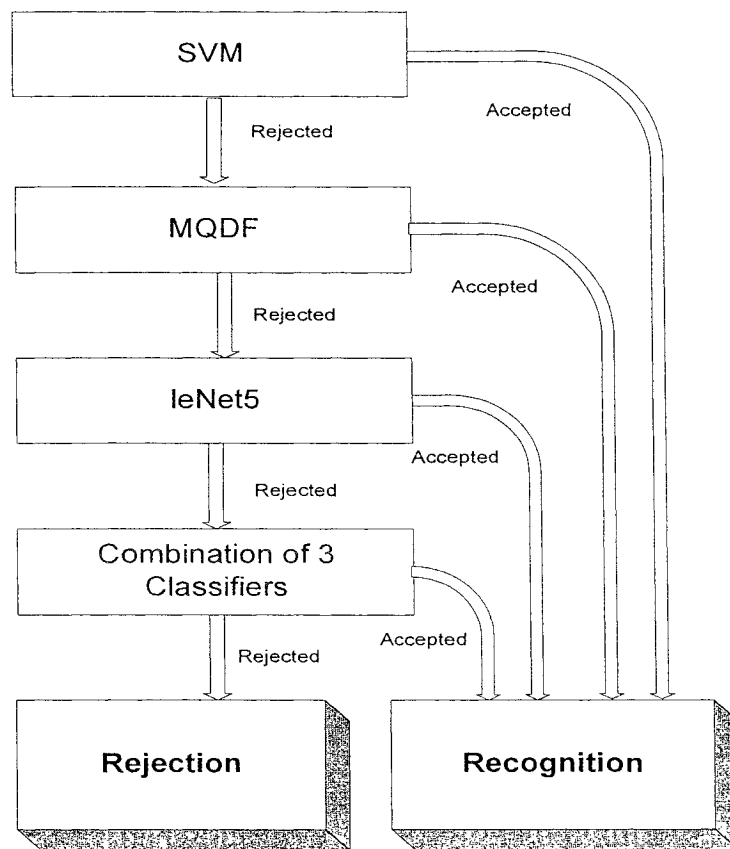 SVM
Accepted
Rejected
MQDF
Accepted
Rejected
leNet5
Accepted
Rejected
Combination of 3
Classifiers
Accepted
Rejected
Rejection
Recognition